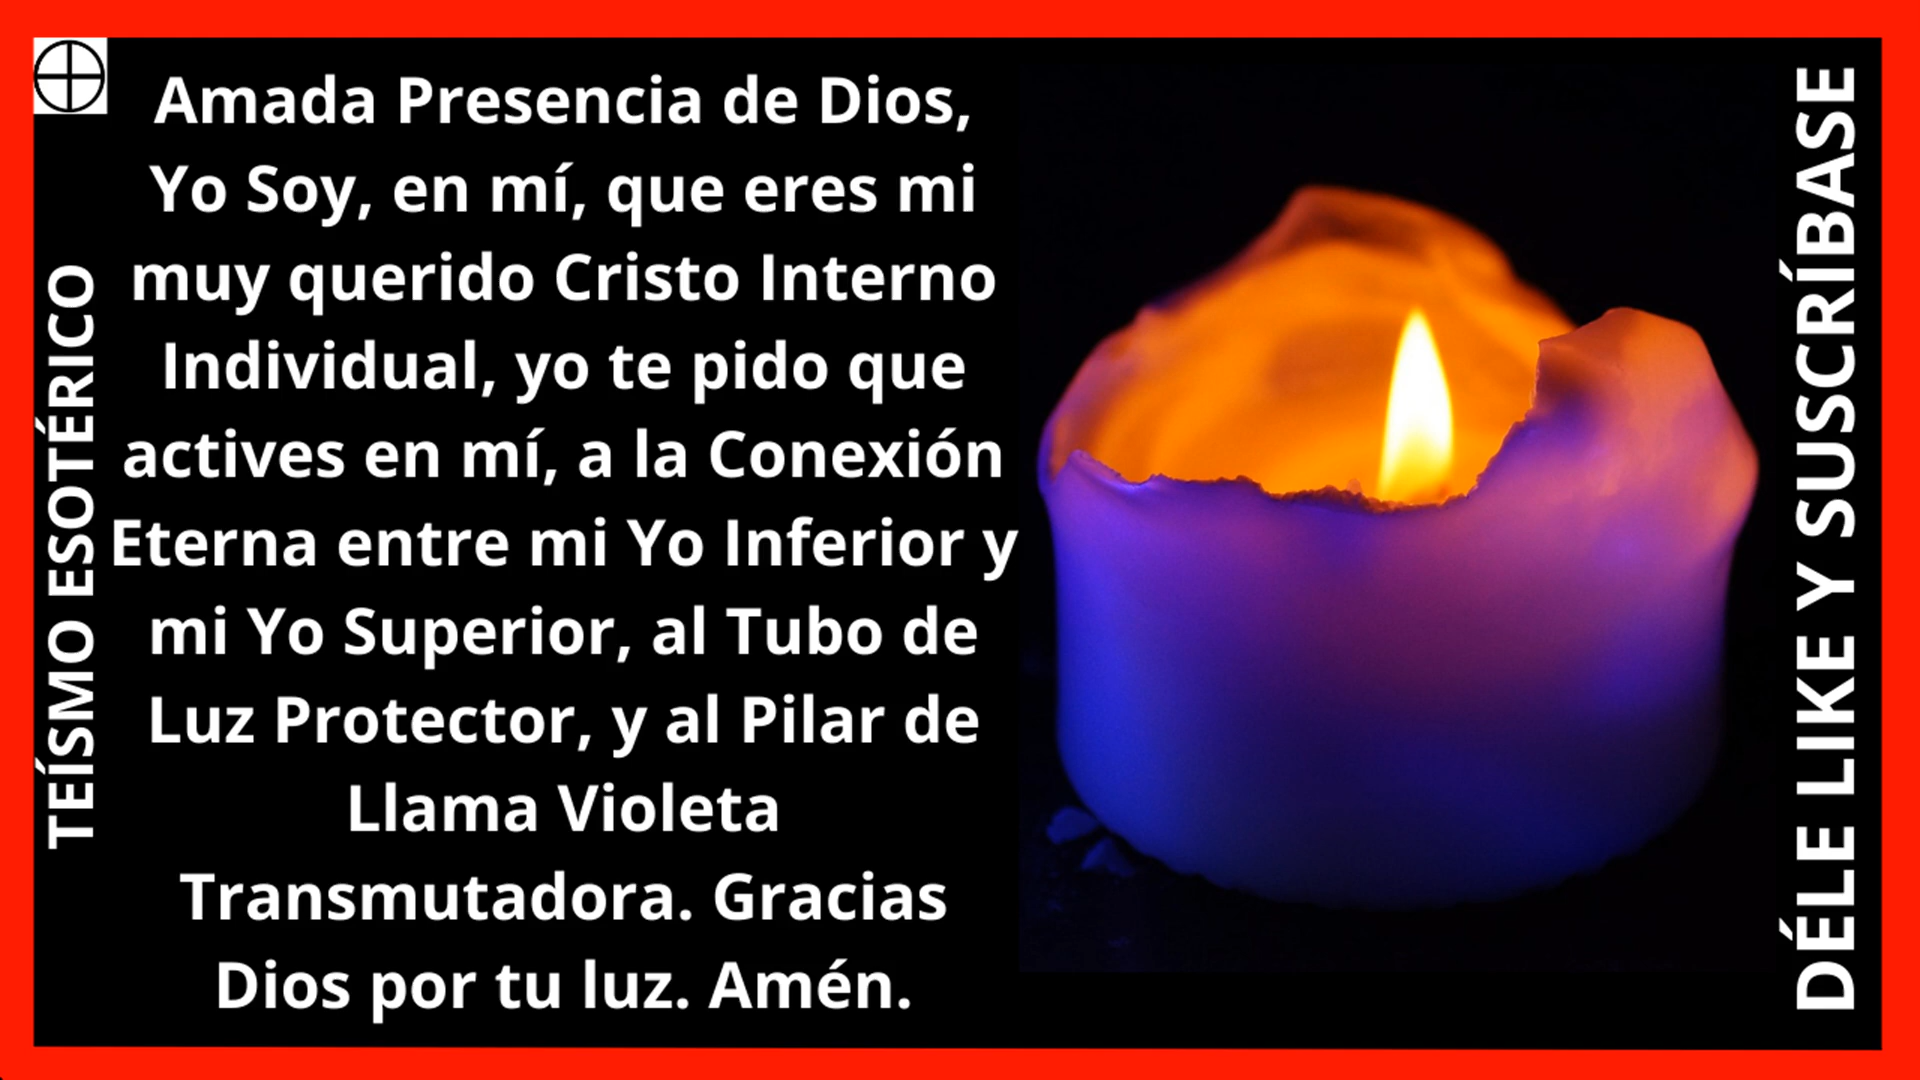 TEÍSMO ESOTÉRICO
Amada Presencia de Dios,
Yo Soy, en mí, que eres mi
muy querido Cristo Interno
Individual, yo te pido que
actives en mí, a la Conexión
Eterna entre mi Yo Inferior y
mi Yo Superior, al Tubo de
Luz Protector, y al Pilar de
Llama Violeta
Transmutadora. Gracias
Dios por tu luz. Amén.
DÉLE LIKE Y SUSCRÍBASE